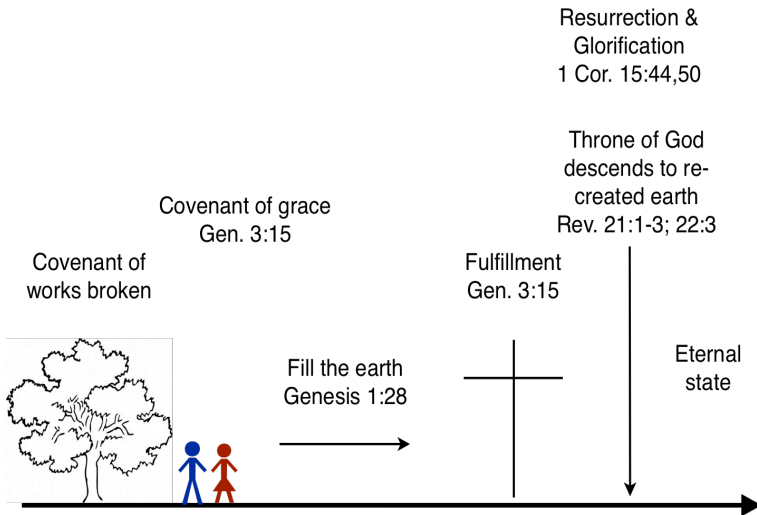 Resurrection &
Glorification
1 Cor. 15:44,50
Throne of God
descends to re-
created earth
Rev. 21:1-3; 22:3
Covenant of grace
Gen. 3:15
Covenant of
works broken
Fulfillment
Gen. 3:15
Fill the earth
Genesis 1:28
Eternal
state